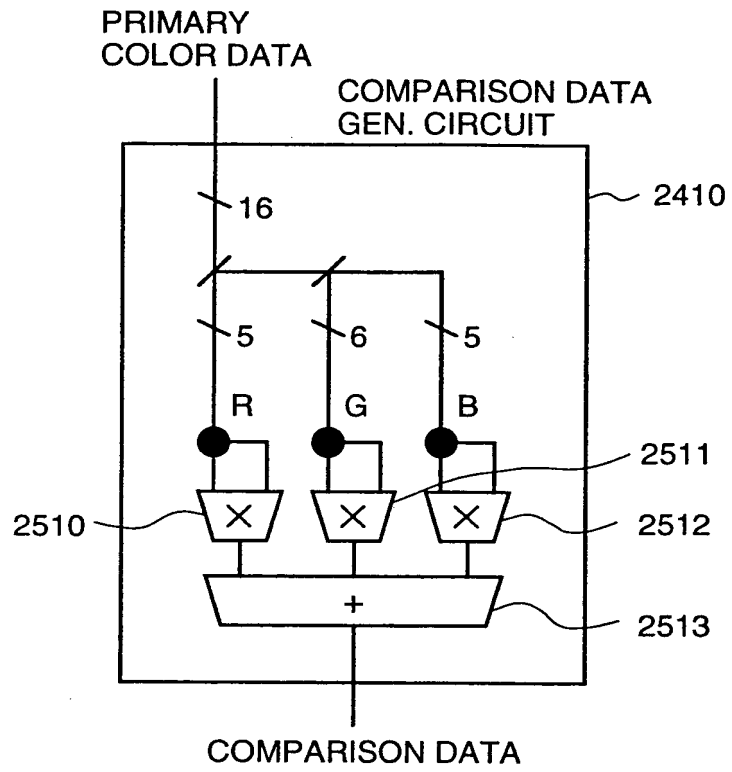 PRIMARY
COLOR DATA
COMPARISON DATA
GEN. CIRCUIT
16
2410
5
6
5
R
G
B
2511
2510
×
×
×
2512
+
2513
COMPARISON DATA